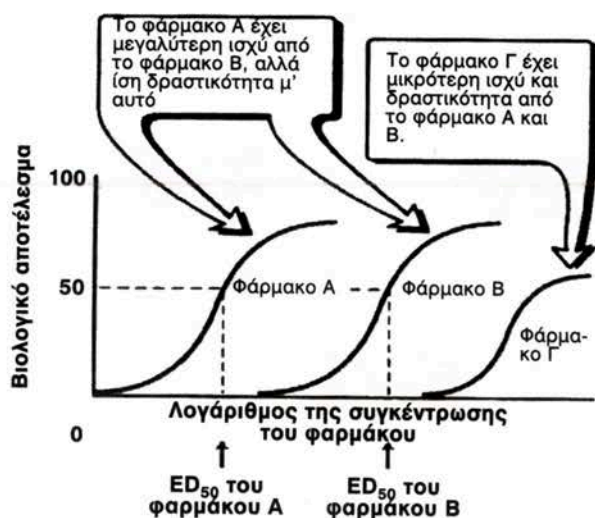 Το φάρμακο Α έχει
μεγαλύτερη ισχύ από
το φάρμακο Β, αλλά
ίση δραστικότητα μ'
αυτό
Το φάρμακο Γ έχει
μικρότερη ισχύ και
δραστικότητα από
το φάρμακο Α και
Β.
Βιολογικό αποτέλεσμα
100
50
0
Φάρμακο Α
Φάρμακο Β
Φάρμα-
κο Γ
Λογάριθμος της συγκέντρωσης
του φαρμάκου
ED50 του
φαρμάκου Α
ED50 του
φαρμάκου Β